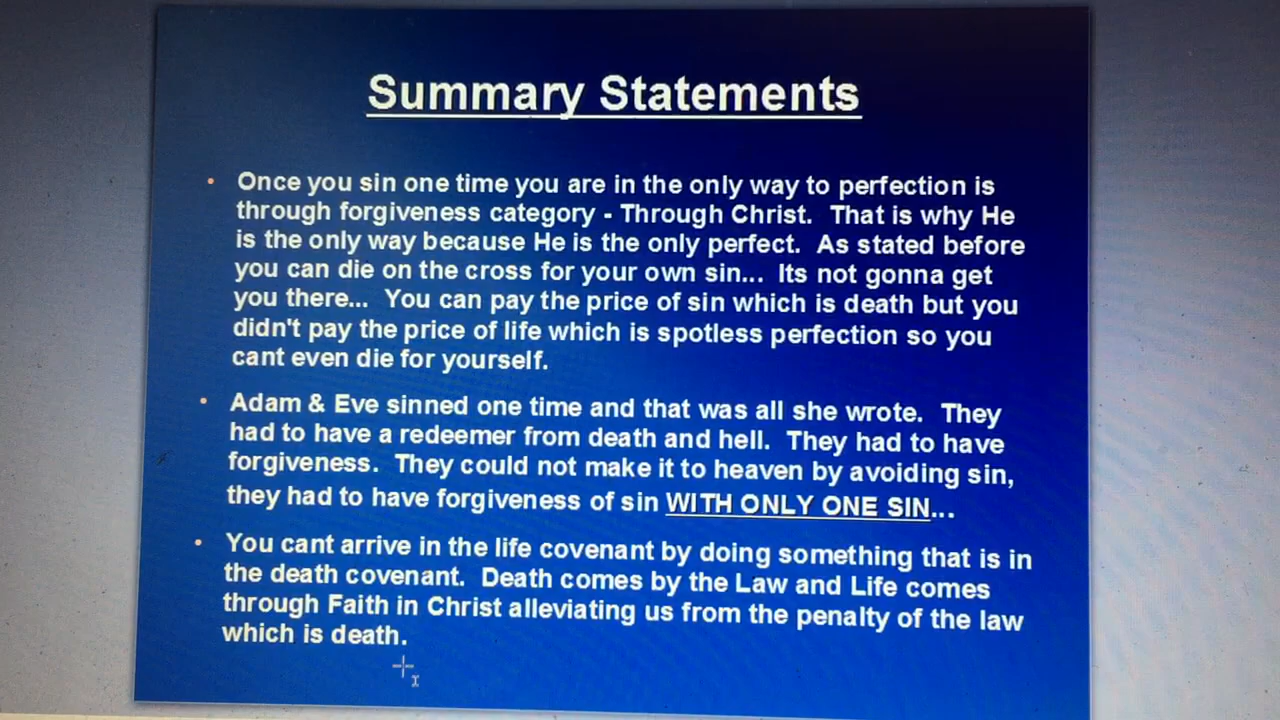 Summary Statements
• Once you sin one time you are in the only way to perfection is
through forgiveness category - Through Christ.  That is why He
is the only way because He is the only perfect.  As stated before
you can die on the cross for your own sin...  Its not gonna get
you there...  You can pay the price of sin which is death but you
didn't pay the price of life which is spotless perfection so you
cant even die for yourself.
• Adam & Eve sinned one time and that was all she wrote.  They
had to have a redeemer from death and hell.  They had to have
forgiveness.  They could not make it to heaven by avoiding sin,
they had to have forgiveness of sin WITH ONLY ONE SIN...
• You cant arrive in the life covenant by doing something that is in
the death covenant.  Death comes by the Law and Life comes
through Faith in Christ alleviating us from the penalty of the law
which is death.